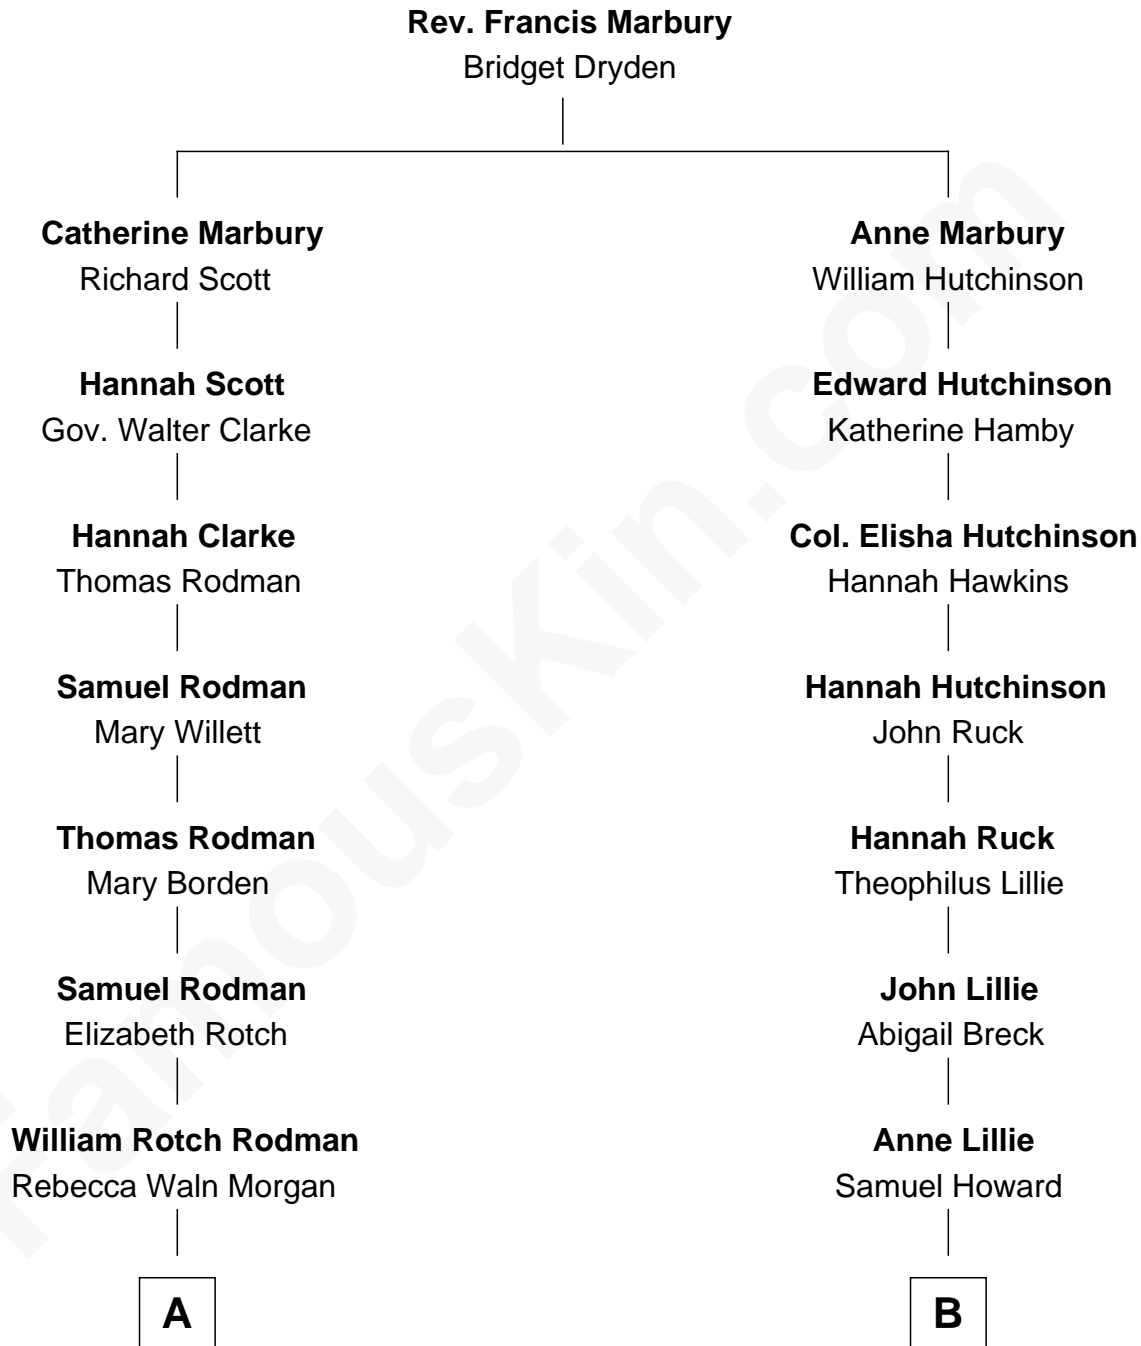 Rev. Francis Marbury
Bridget Dryden
Catherine Marbury
Richard Scott
Anne Marbury
William Hutchinson
Hannah Scott
Gov. Walter Clarke
Edward Hutchinson
Katherine Hamby
Hannah Clarke
Thomas Rodman
Col. Elisha Hutchinson
Hannah Hawkins
Samuel Rodman
Mary Willett
Hannah Hutchinson
John Ruck
Thomas Rodman
Mary Borden
Hannah Ruck
Theophilus Lillie
Samuel Rodman
Elizabeth Rotch
John Lillie
Abigail Breck
William Rotch Rodman
Rebecca Waln Morgan
Anne Lillie
Samuel Howard
A
B
FamousKin.com